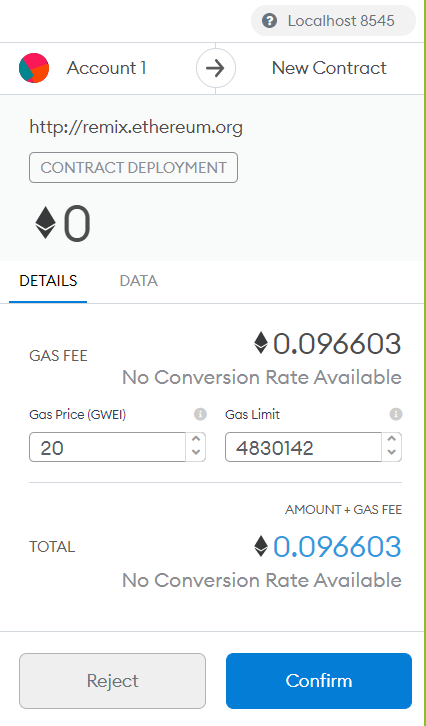 Localhost 8545
Account 1
New Contract
http://remix.ethereum.org
CONTRACT DEPLOYMENT
0
DETAILS
DATA
GAS FEE
0.096603
No Conversion Rate Available
Gas Price (GWEI)
Gas Limit
20
4830142
AMOUNT + GAS FEE
TOTAL
0.096603
No Conversion Rate Available
Reject
Confirm